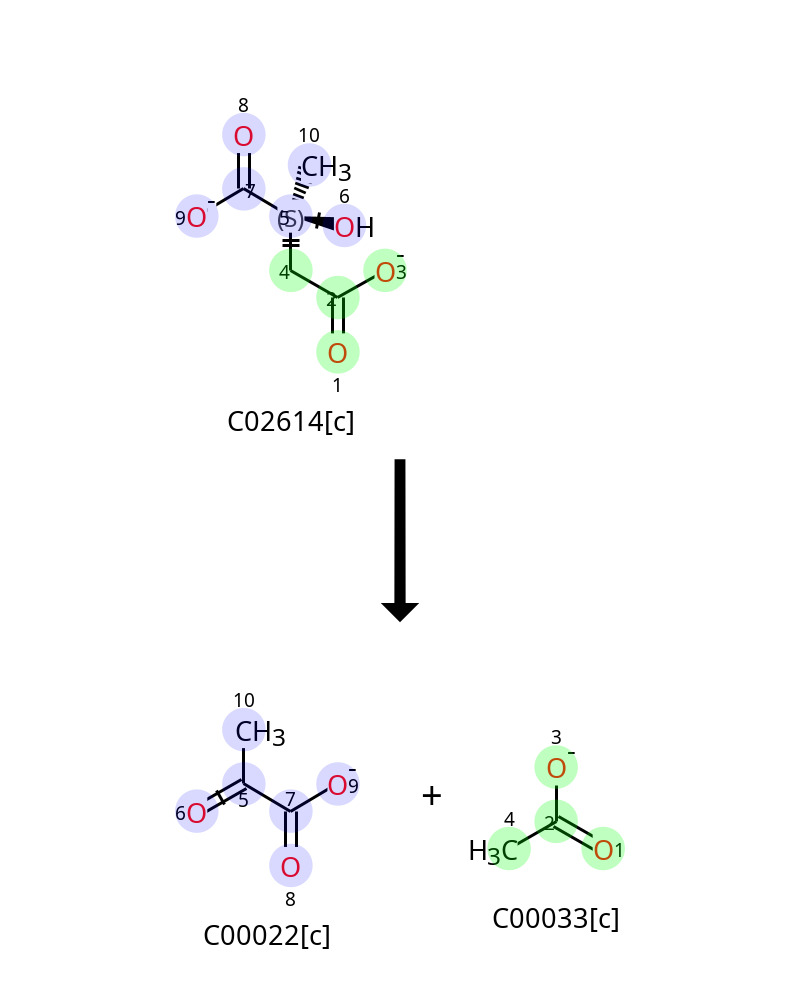 8
O
10
CH3
7
6
9 O-
5
(S)
OH
4
O- 3
2
O
1
C02614[c]
10
CH3
3
O-
O- 9
7
5
+
6 O
4
2
H3C
O 1
O
8
C00022[c]
C00033[c]